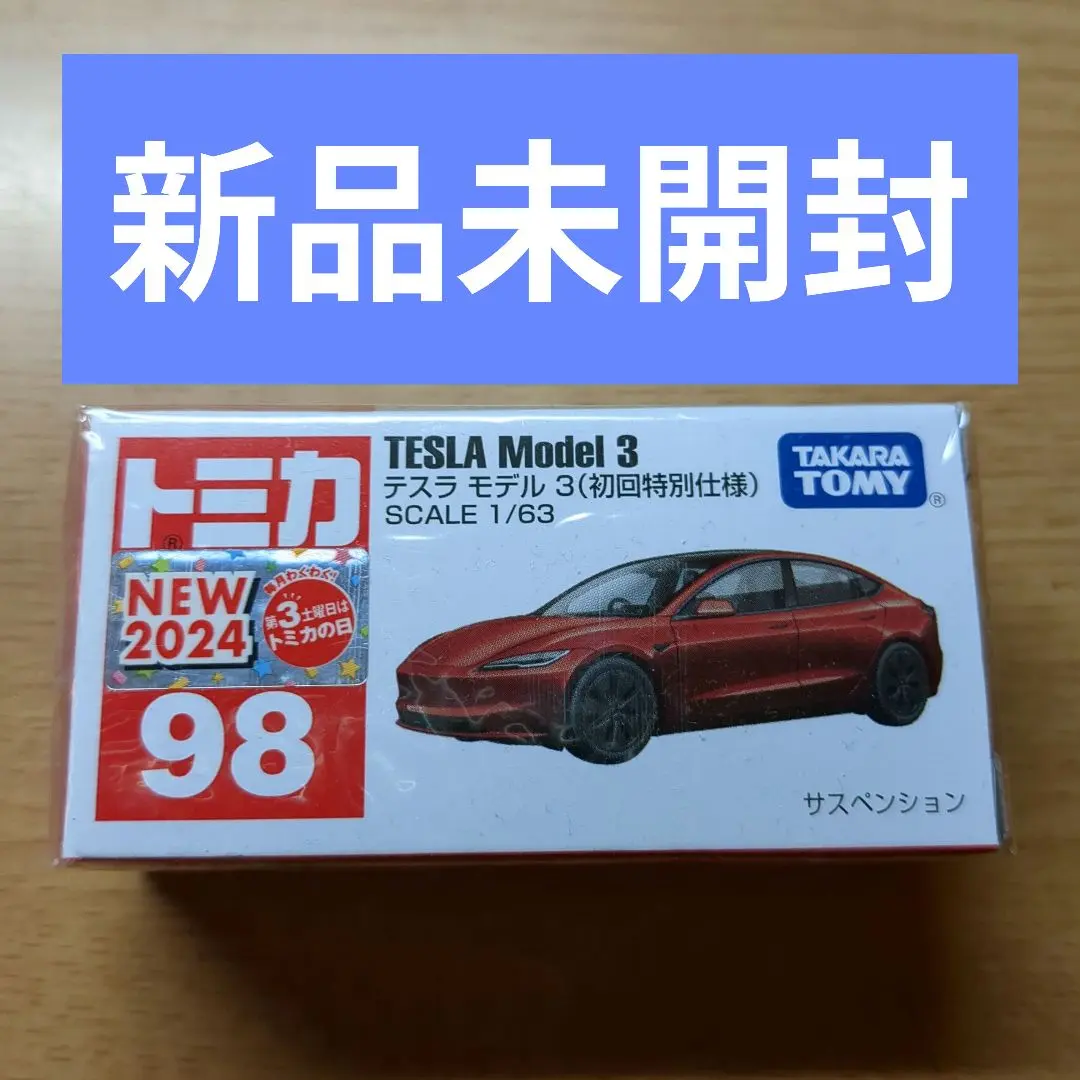 新品未開封
トミカ
®
TESLA Model 3
テスラ モデル 3(初回特別仕様)
SCALE 1/63
TAKARA
TOMY
®
NEW
2024
毎月わくわく!!
第3土曜日は
トミカの日
98
サスペンション